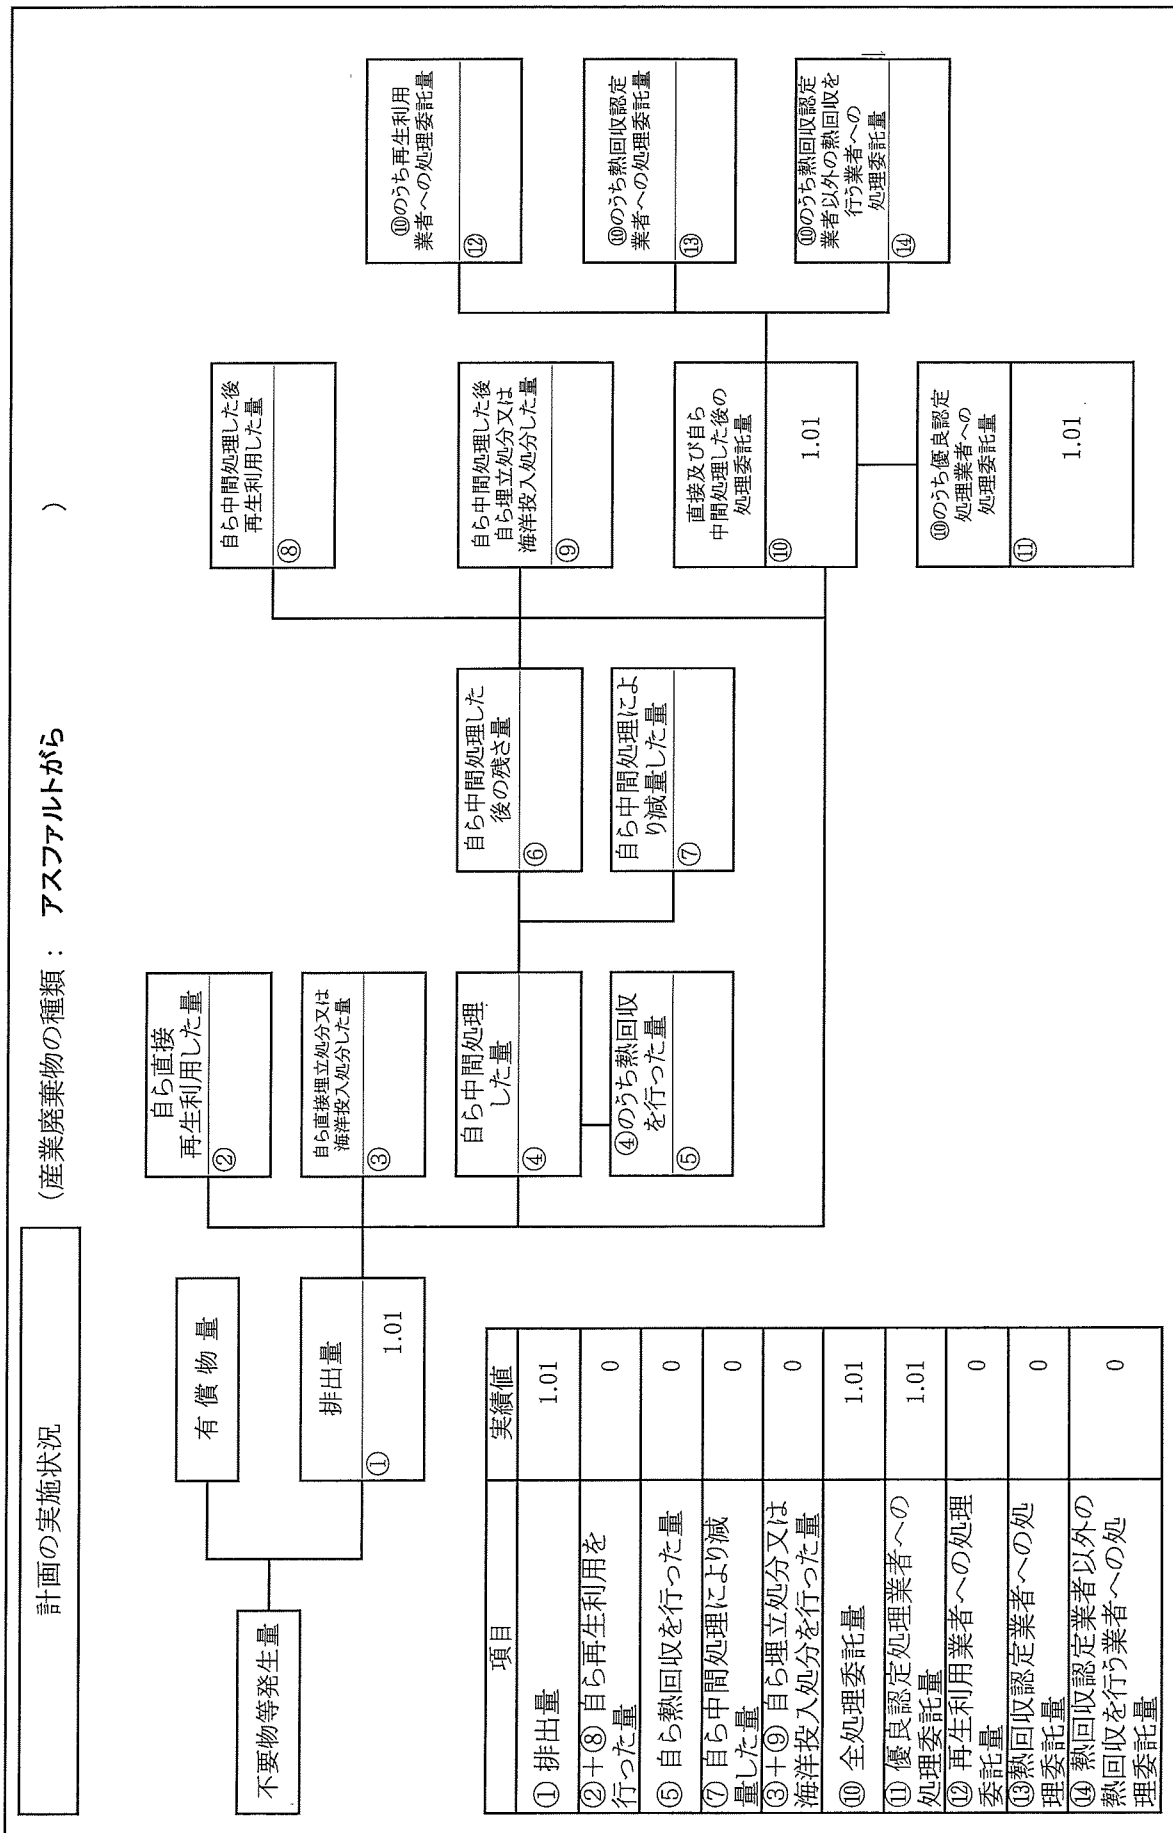 計画の実施状況
(産業廃棄物の種類： アスファルトがら )
不要物等発生量
有償物量
排出量
① 1.01
自ら直接
再生利用した量
②
自ら直接埋立処分又は
海洋投入処分した量
③
自ら中間処理
した量
④
④のうち熱回収
を行った量
⑤
自ら中間処理した
後の残さ量
⑥
自ら中間処理によ
り減量した量
⑦
自ら中間処理した後
再生利用した量
⑧
自ら中間処理した後
自ら埋立処分又は
海洋投入処分した量
⑨
直接及び自ら
中間処理した後の
処理委託量
⑩ 1.01
⑩のうち優良認定
処理業者への
処理委託量
⑪ 1.01
⑩のうち再生利用
業者への処理委託量
⑫
⑩のうち熱回収認定
業者への処理委託量
⑬
⑩のうち熱回収認定
業者以外の熱回収を
行う業者への
処理委託量
⑭
項目 実績値
① 排出量 1.01
②＋⑧ 自ら再生利用を
行った量 0
⑤ 自ら熱回収を行った量 0
⑦ 自ら中間処理により減
量した量 0
③＋⑨ 自ら埋立処分又は
海洋投入処分を行った量 0
⑩ 全処理委託量 1.01
⑪ 優良認定処理業者への
処理委託量 1.01
⑫ 再生利用業者への処理
委託量 0
⑬熱回収認定業者への処
理委託量 0
⑭ 熱回収認定業者以外の
熱回収を行う業者への処
理委託量 0